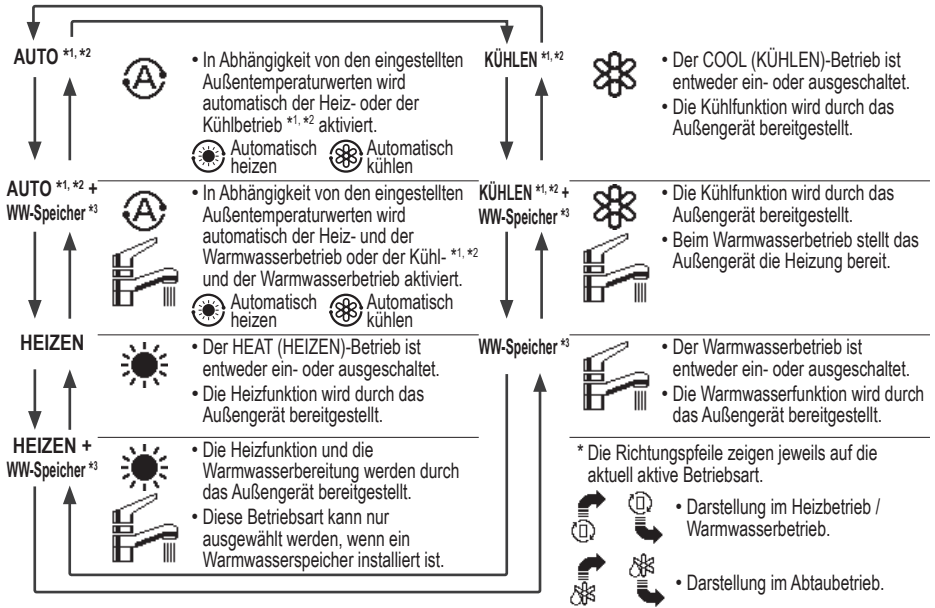 AUTO *1, *2
• In Abhängigkeit von den eingestellten
Außentemperaturwerten wird
automatisch der Heiz- oder der
Kühlbetrieb *1, *2 aktiviert.
Automatisch
heizen
Automatisch
kühlen
AUTO *1, *2 +
WW-Speicher *3
• In Abhängigkeit von den eingestellten
Außentemperaturwerten wird
automatisch der Heiz- und der
Warmwasserbetrieb oder der Kühl- *1, *2
und der Warmwasserbetrieb aktiviert.
Automatisch
heizen
Automatisch
kühlen
HEIZEN
• Der HEAT (HEIZEN)-Betrieb ist
entweder ein- oder ausgeschaltet.
• Die Heizfunktion wird durch das
Außengerät bereitgestellt.
HEIZEN +
WW-Speicher *3
• Die Heizfunktion und die
Warmwasserbereitung werden durch
das Außengerät bereitgestellt.
• Diese Betriebsart kann nur
ausgewählt werden, wenn ein
Warmwasserspeicher installiert ist.
KÜHLEN *1, *2
• Der COOL (KÜHLEN)-Betrieb ist
entweder ein- oder ausgeschaltet.
• Die Kühlfunktion wird durch das
Außengerät bereitgestellt.
KÜHLEN *1, *2 +
WW-Speicher *3
• Die Kühlfunktion wird durch das
Außengerät bereitgestellt.
• Beim Warmwasserbetrieb stellt das
Außengerät die Heizung bereit.
WW-Speicher *3
• Der Warmwasserbetrieb ist
entweder ein- oder ausgeschaltet.
• Die Warmwasserfunktion wird durch
das Außengerät bereitgestellt.
* Die Richtungspfeile zeigen jeweils auf die
aktuell aktive Betriebsart.
• Darstellung im Heizbetrieb /
Warmwasserbetrieb.
• Darstellung im Abtaubetrieb.